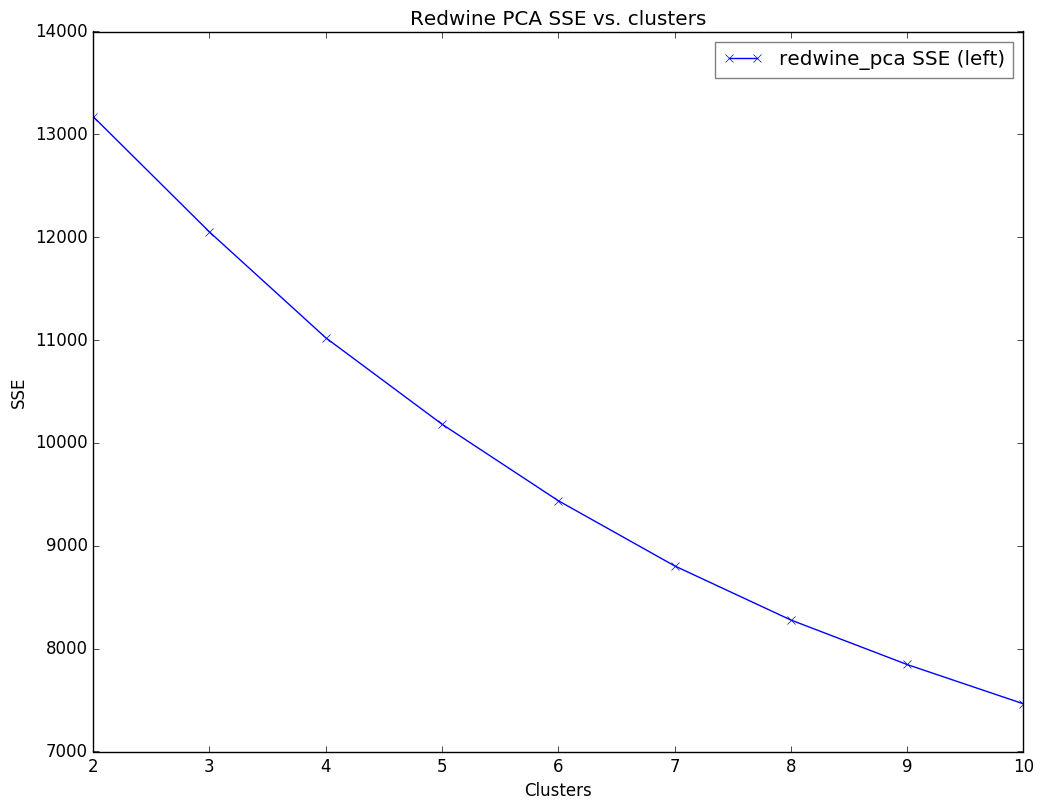 Redwine PCA SSE vs. clusters
14000
redwine_pca SSE (left)
13000
12000
11000
SSE
10000
9000
8000
7000
2 3 4 5 6 7 8 9 10
Clusters